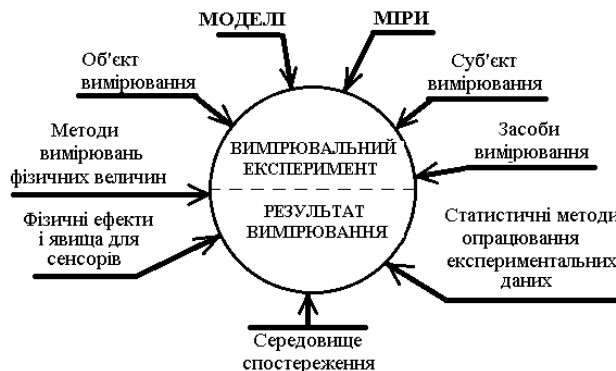 МОДЕЛІ
МІРИ
Об'єкт
вимірювання
Суб'єкт
вимірювання
Методи
вимірювань
фізичних величин
ВИМІРЮВАЛЬНИЙ
ЕКСПЕРИМЕНТ
Засоби
вимірювання
РЕЗУЛЬТАТ
ВИМІРЮВАННЯ
Фізичні ефекти
і явища для
сенсорів
Статистичні методи
опрацювання
експериментальних
даних
Середовище
спостереження